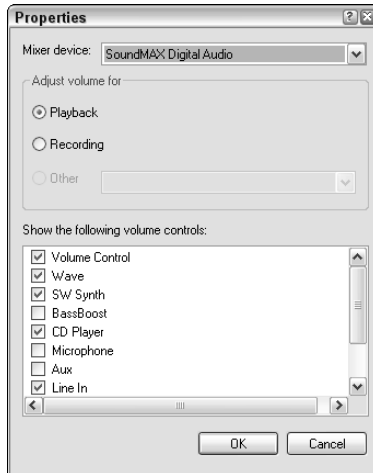 Properties
Mixer device: SoundMAX Digital Audio
Adjust volume for
Playback
Recording
Other
Show the following volume controls:
Volume Control
Wave
SW Synth
BassBoost
CD Player
Microphone
Aux
Line In
OK Cancel